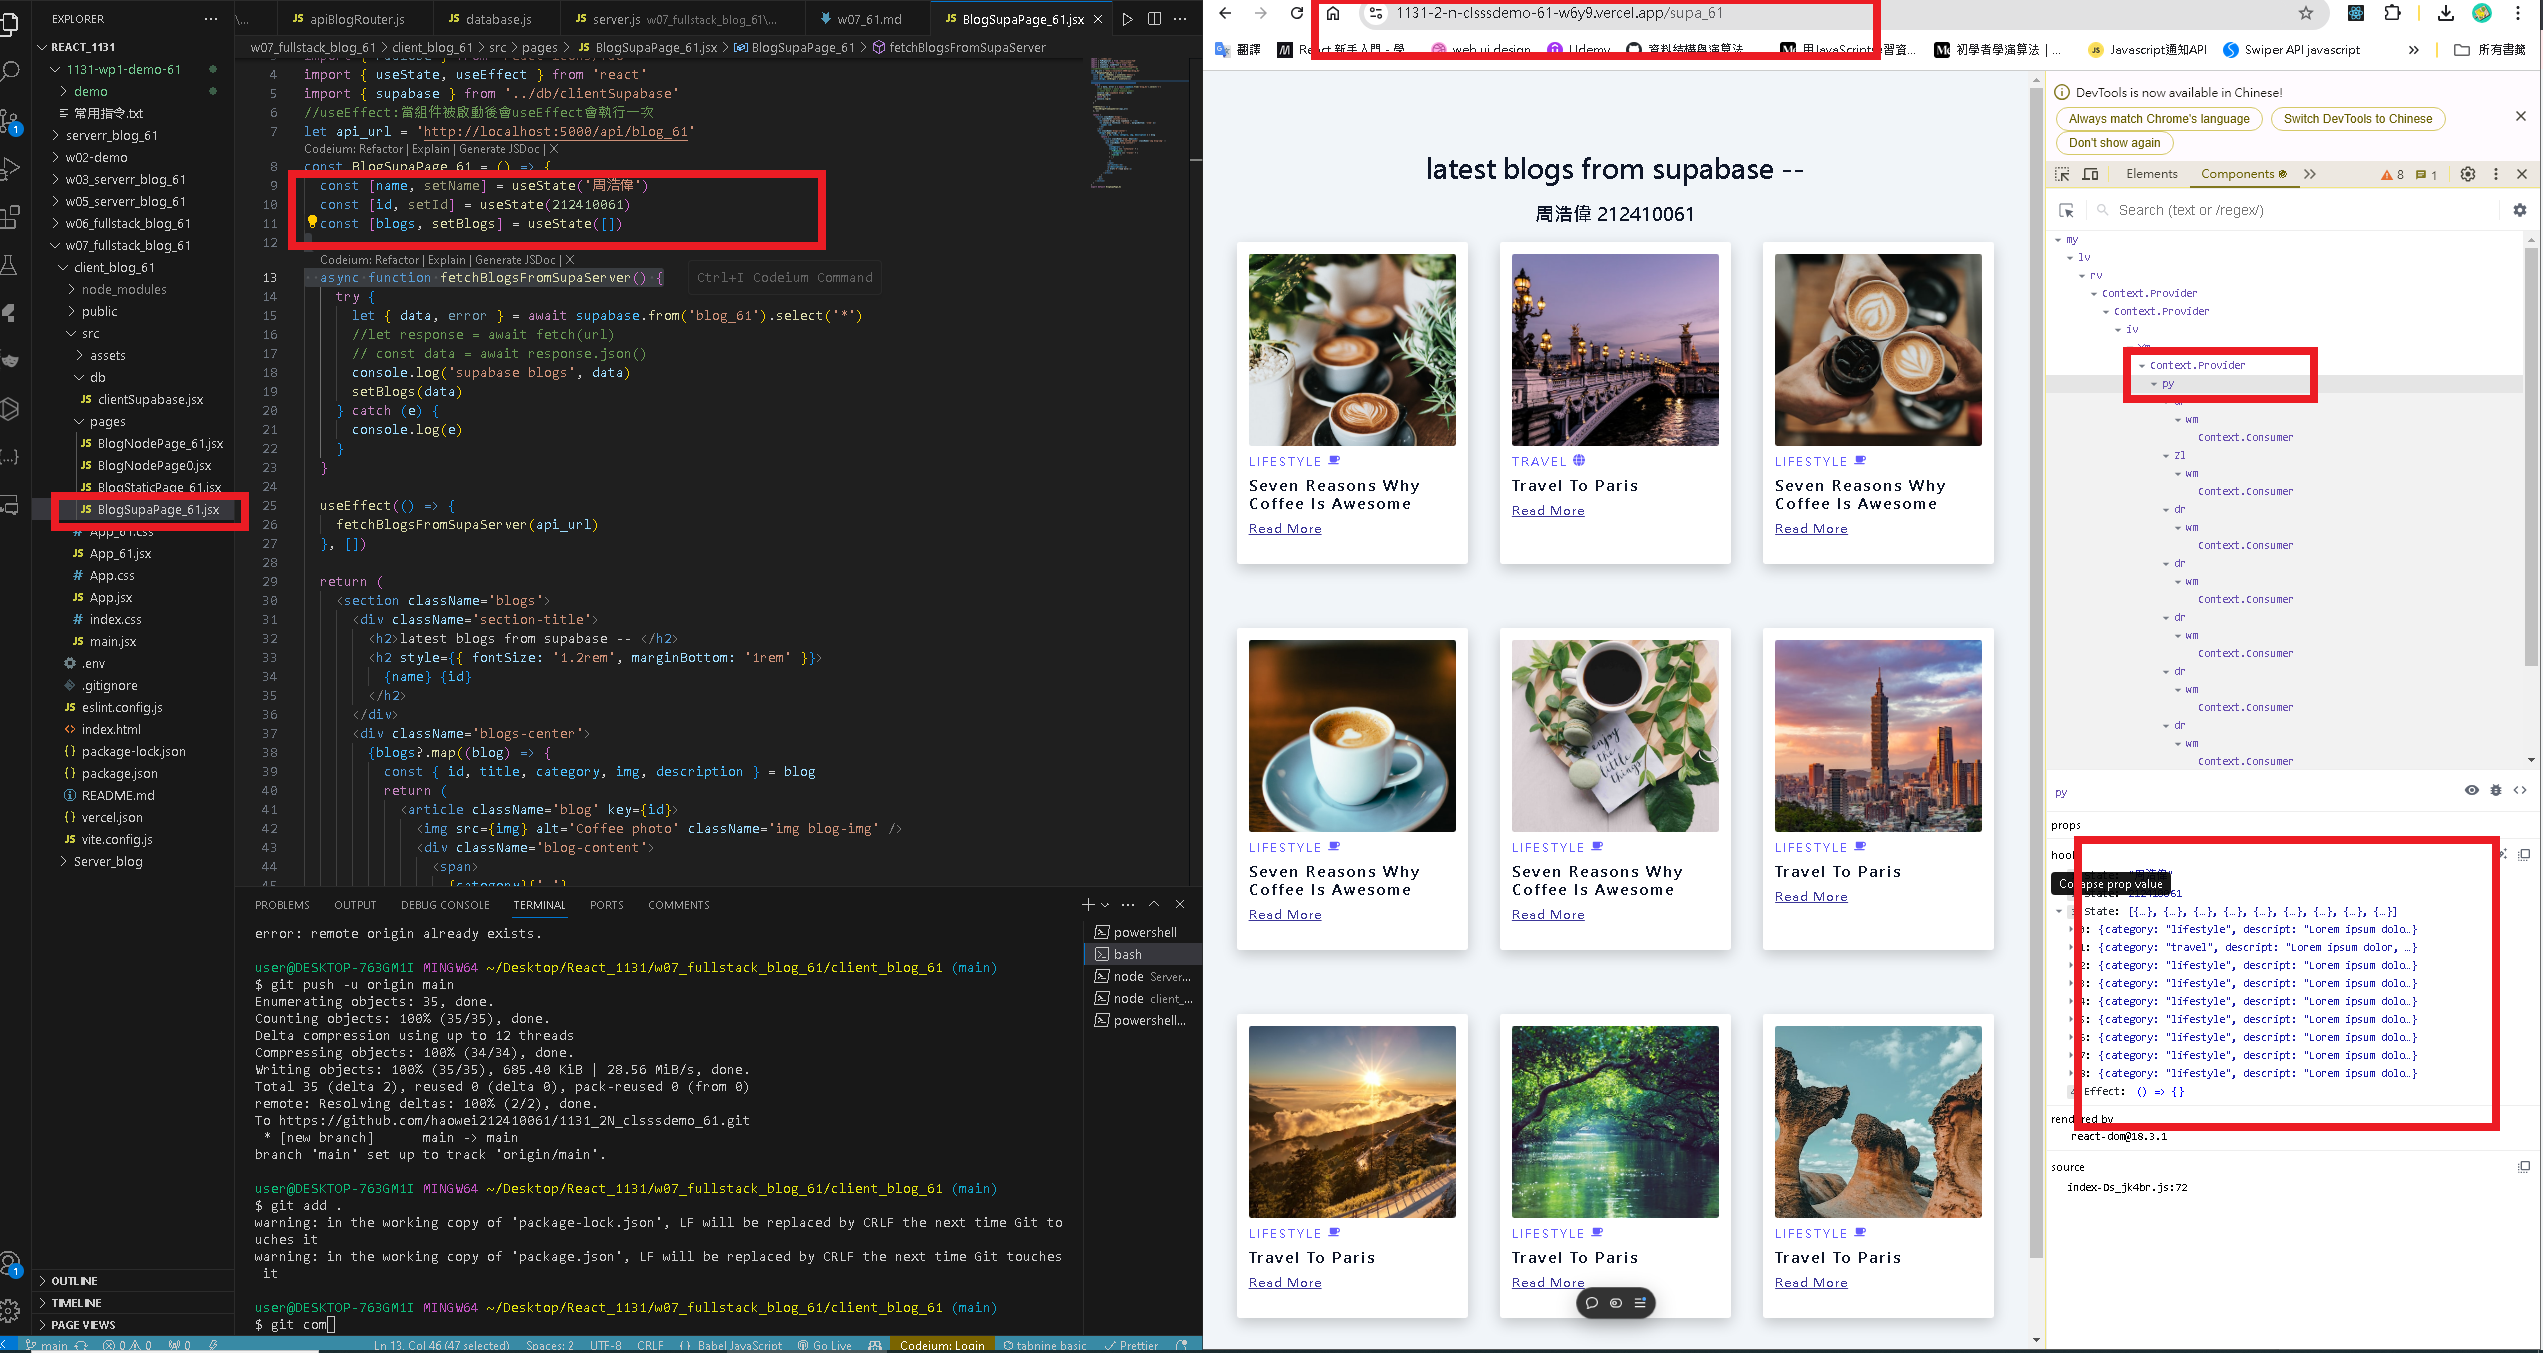 EXPLORER
REACT_1131
1131-wp1-demo-61
demo
常用指令.txt
serverr_blog_61
w02-demo
w03_serverr_blog_61
w05_serverr_blog_61
w06_fullstack_blog_61
w07_fullstack_blog_61
client_blog_61
node_modules
public
src
assets
db
clientSupabase.jsx
pages
BlogNodePage_61.jsx
BlogNodePage0.jsx
BlogStaticPage_61.jsx
BlogSupaPage_61.jsx
App_61.css
App_61.jsx
App.css
App.jsx
index.css
main.jsx
.env
.gitignore
eslint.config.js
index.html
package-lock.json
package.json
README.md
vercel.json
vite.config.js
Server_blog
OUTLINE
TIMELINE
PAGE VIEWS
apiBlogRouter.js
database.js
server.js w07_fullstack_blog_61\...
w07_61.md
BlogSupaPage_61.jsx
w07_fullstack_blog_61 > client_blog_61 > src > pages > BlogSupaPage_61.jsx > BlogSupaPage_61 > fetchBlogsFromSupaServer
4 import { useState, useEffect } from 'react'
5 import { supabase } from '../db/clientSupabase'
6 //useEffect:當組件被啟動後會useEffect會執行一次
7 let api_url = 'http://localhost:5000/api/blog_61'
Codeium: Refactor | Explain | Generate JSDoc | X
8 const BlogSupaPage_61 = () => {
9 const [name, setName] = useState('周浩偉')
10 const [id, setId] = useState(212410061)
11 const [blogs, setBlogs] = useState([])
12
Codeium: Refactor | Explain | Generate JSDoc | X
13 async function fetchBlogsFromSupaServer() {
Ctrl+I Codeium Command
14 try {
15 let { data, error } = await supabase.from('blog_61').select('*')
16 //let response = await fetch(url)
17 // const data = await response.json()
18 console.log('supabase blogs', data)
19 setBlogs(data)
20 } catch (e) {
21 console.log(e)
22 }
23 }
24
25 useEffect(() => {
26 fetchBlogsFromSupaServer(api_url)
27 }, [])
28
29 return (
30 <section className='blogs'>
31 <div className='section-title'>
32 <h2>latest blogs from supabase -- </h2>
33 <h2 style={{ fontSize: '1.2rem', marginBottom: '1rem' }}>
34 {name} {id}
35 </h2>
36 </div>
37 <div className='blogs-center'>
38 {blogs?.map((blog) => {
39 const { id, title, category, img, description } = blog
40 return (
41 <article className='blog' key={id}>
42 <img src={img} alt='Coffee photo' className='img blog-img' />
43 <div className='blog-content'>
44 <span>
45 {category}{' '}
PROBLEMS OUTPUT DEBUG CONSOLE TERMINAL PORTS COMMENTS
powershell
bash
node Server...
node client_...
powershell...
error: remote origin already exists.
user@DESKTOP-763GM1I MINGW64 ~/Desktop/React_1131/w07_fullstack_blog_61/client_blog_61 (main)
$ git push -u origin main
Enumerating objects: 35, done.
Counting objects: 100% (35/35), done.
Delta compression using up to 12 threads
Compressing objects: 100% (34/34), done.
Writing objects: 100% (35/35), 685.40 KiB | 28.56 MiB/s, done.
Total 35 (delta 2), reused 0 (delta 0), pack-reused 0 (from 0)
remote: Resolving deltas: 100% (2/2), done.
To https://github.com/haowei212410061/1131_2N_clsssdemo_61.git
* [new branch] main -> main
branch 'main' set up to track 'origin/main'.
user@DESKTOP-763GM1I MINGW64 ~/Desktop/React_1131/w07_fullstack_blog_61/client_blog_61 (main)
$ git add .
warning: in the working copy of 'package-lock.json', LF will be replaced by CRLF the next time Git to
uches it
warning: in the working copy of 'package.json', LF will be replaced by CRLF the next time Git touches
it
user@DESKTOP-763GM1I MINGW64 ~/Desktop/React_1131/w07_fullstack_blog_61/client_blog_61 (main)
$ git com
main 0 0 0 Ln 13, Col 46 (47 selected) Spaces: 2 UTF-8 CRLF Babel JavaScript Go Live Codeium: Login tabnine basic Prettier
1131-2-n-clsssdemo-61-w6y9.vercel.app/supa_61
翻譯
React 新手入門 - 學
web ui design
Udemy
資料結構與演算法
用JavaScript學習資...
初學者學演算法 | ...
Javascript通知API
Swiper API javascript
所有書籤
latest blogs from supabase --
周浩偉 212410061
LIFESTYLE
Seven Reasons Why
Coffee Is Awesome
Read More
TRAVEL
Travel To Paris
Read More
LIFESTYLE
Seven Reasons Why
Coffee Is Awesome
Read More
LIFESTYLE
Seven Reasons Why
Coffee Is Awesome
Read More
enjoy
the
little
things
LIFESTYLE
Seven Reasons Why
Coffee Is Awesome
Read More
LIFESTYLE
Travel To Paris
Read More
LIFESTYLE
Travel To Paris
Read More
LIFESTYLE
Travel To Paris
Read More
LIFESTYLE
Travel To Paris
Read More
DevTools is now available in Chinese!
Always match Chrome's language
Switch DevTools to Chinese
Don't show again
Elements Components 8 1
Search (text or /regex/)
my
lv
rv
Context.Provider
Context.Provider
iv
Context.Provider
py
wm
Context.Consumer
Zl
wm
Context.Consumer
dr
wm
Context.Consumer
dr
wm
Context.Consumer
dr
wm
Context.Consumer
dr
wm
Context.Consumer
dr
wm
Context.Consumer
py
props
hook
Collapse prop value
State: [{…}, {…}, {…}, {…}, {…}, {…}, {…}, {…}, {…}]
0: {category: "lifestyle", descript: "Lorem ipsum dolo…}
1: {category: "travel", descript: "Lorem ipsum dolor, …}
2: {category: "lifestyle", descript: "Lorem ipsum dolo…}
3: {category: "lifestyle", descript: "Lorem ipsum dolo…}
4: {category: "lifestyle", descript: "Lorem ipsum dolo…}
5: {category: "lifestyle", descript: "Lorem ipsum dolo…}
6: {category: "lifestyle", descript: "Lorem ipsum dolo…}
7: {category: "lifestyle", descript: "Lorem ipsum dolo…}
8: {category: "lifestyle", descript: "Lorem ipsum dolo…}
Effect: () => {}
rendered by
react-dom@18.3.1
source
index-Ds_jk4br.js:72